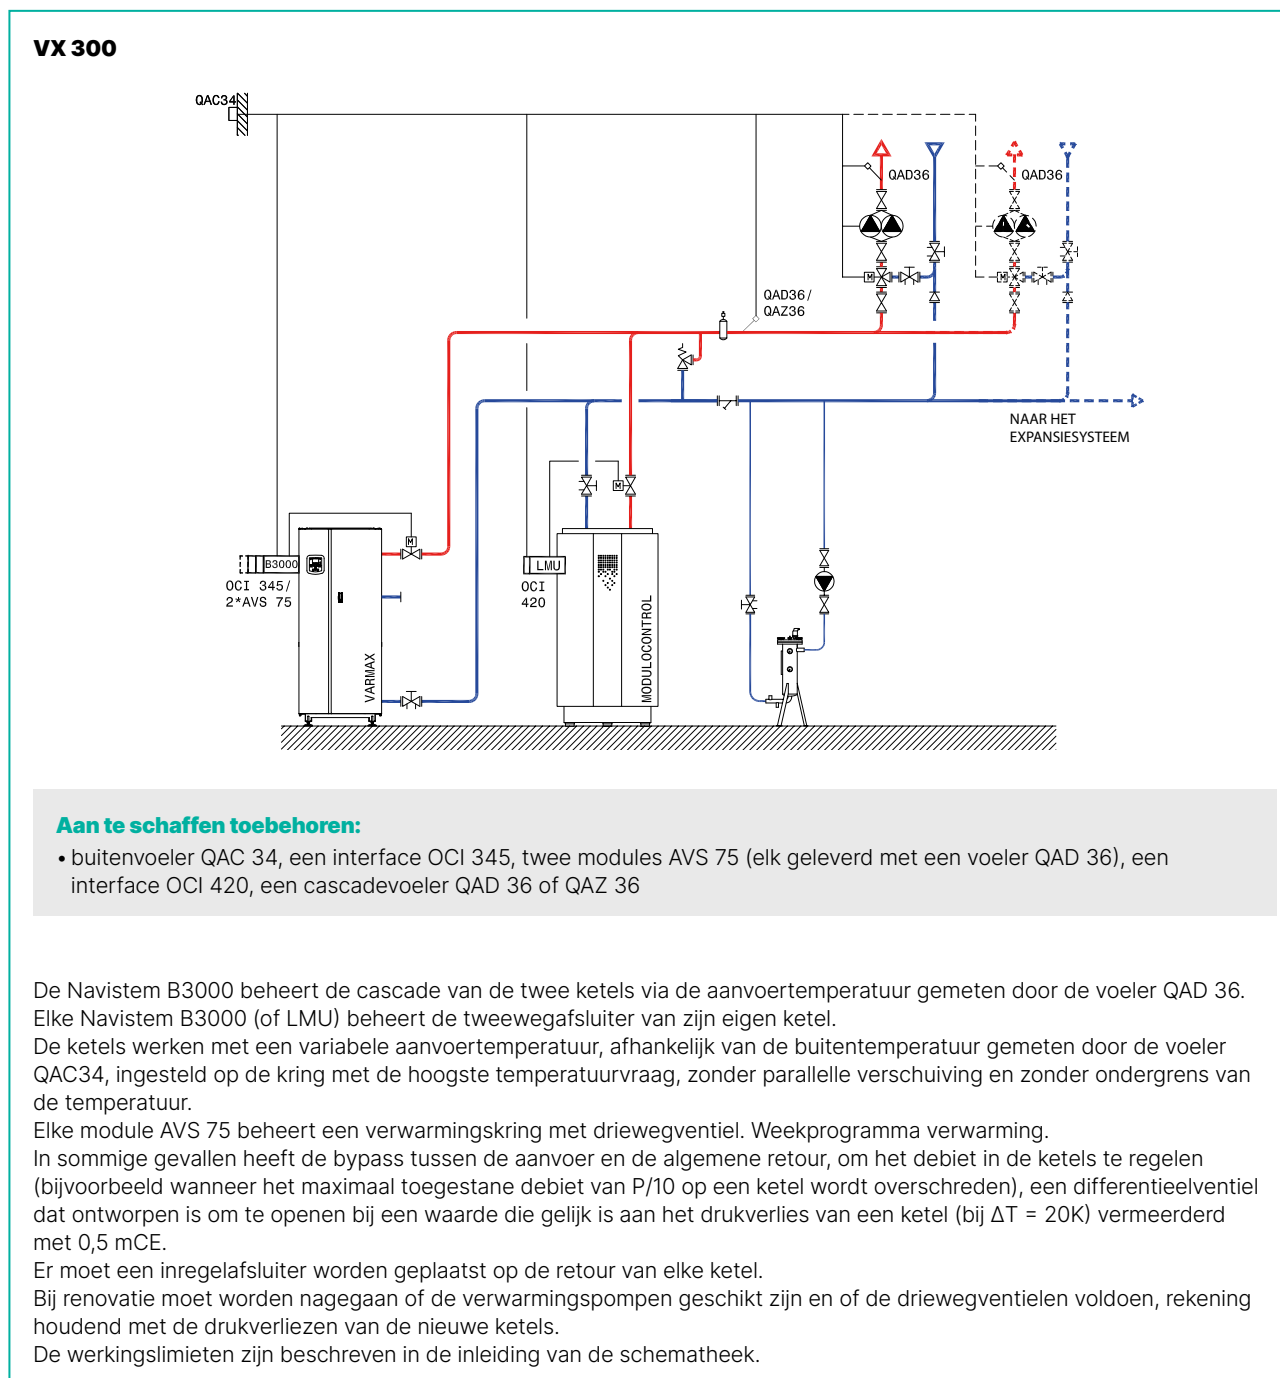 VX 300
QAC34
QAD36
QAD36
M
M
QAD36/
QAZ36
NAAR HET
EXPANSIESYSTEEM
M
M
B3000
OCI 345/
2*AVS 75
LMU
OCI
420
VARMAX
MODULOCONTROL
Aan te schaffen toebehoren:
• buitenvoeler QAC 34, een interface OCI 345, twee modules AVS 75 (elk geleverd met een voeler QAD 36), een
interface OCI 420, een cascadevoeler QAD 36 of QAZ 36
De Navistem B3000 beheert de cascade van de twee ketels via de aanvoertemperatuur gemeten door de voeler QAD 36.
Elke Navistem B3000 (of LMU) beheert de tweewegafsluiter van zijn eigen ketel.
De ketels werken met een variabele aanvoertemperatuur, afhankelijk van de buitentemperatuur gemeten door de voeler
QAC34, ingesteld op de kring met de hoogste temperatuurvraag, zonder parallelle verschuiving en zonder ondergrens van
de temperatuur.
Elke module AVS 75 beheert een verwarmingskring met driewegventiel. Weekprogramma verwarming.
In sommige gevallen heeft de bypass tussen de aanvoer en de algemene retour, om het debiet in de ketels te regelen
(bijvoorbeeld wanneer het maximaal toegestane debiet van P/10 op een ketel wordt overschreden), een differentieelventiel
dat ontworpen is om te openen bij een waarde die gelijk is aan het drukverlies van een ketel (bij ΔT = 20K) vermeerderd
met 0,5 mCE.
Er moet een inregelafsluiter worden geplaatst op de retour van elke ketel.
Bij renovatie moet worden nagegaan of de verwarmingspompen geschikt zijn en of de driewegventielen voldoen, rekening
houdend met de drukverliezen van de nieuwe ketels.
De werkingslimieten zijn beschreven in de inleiding van de schematheek.